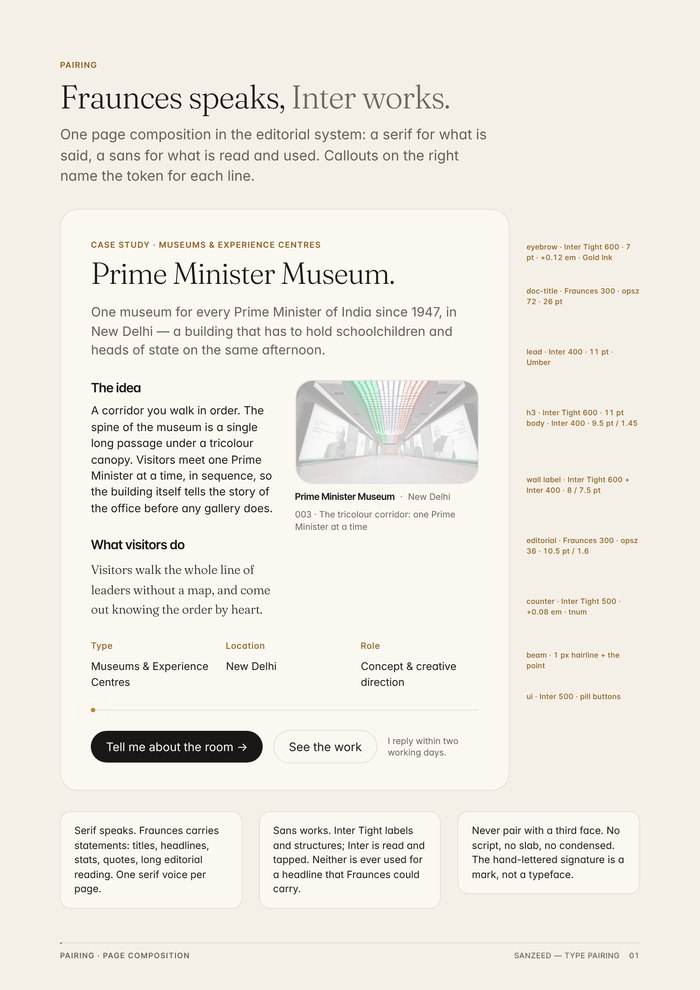 PAIRING
Fraunces speaks, Inter works.
One page composition in the editorial system: a serif for what is
said, a sans for what is read and used. Callouts on the right
name the token for each line.
CASE STUDY · MUSEUMS & EXPERIENCE CENTRES
Prime Minister Museum.
One museum for every Prime Minister of India since 1947, in
New Delhi — a building that has to hold schoolchildren and
heads of state on the same afternoon.
The idea
A corridor you walk in order. The
spine of the museum is a single
long passage under a tricolour
canopy. Visitors meet one Prime
Minister at a time, in sequence, so
the building itself tells the story of
the office before any gallery does.
Prime Minister Museum · New Delhi
003 · The tricolour corridor: one Prime
Minister at a time
What visitors do
Visitors walk the whole line of
leaders without a map, and come
out knowing the order by heart.
Type
Museums & Experience
Centres
Location
New Delhi
Role
Concept & creative
direction
Tell me about the room →
See the work
I reply within two
working days.
eyebrow · Inter Tight 600 · 7
pt · +0.12 em · Gold Ink
doc-title · Fraunces 300 · opsz
72 · 26 pt
lead · Inter 400 · 11 pt ·
Umber
h3 · Inter Tight 600 · 11 pt
body · Inter 400 · 9.5 pt / 1.45
wall label · Inter Tight 600 +
Inter 400 · 8 / 7.5 pt
editorial · Fraunces 300 · opsz
36 · 10.5 pt / 1.6
counter · Inter Tight 500 ·
+0.08 em · tnum
beam · 1 px hairline + the
point
ui · Inter 500 · pill buttons
Serif speaks. Fraunces carries
statements: titles, headlines,
stats, quotes, long editorial
reading. One serif voice per
page.
Sans works. Inter Tight labels
and structures; Inter is read and
tapped. Neither is ever used for
a headline that Fraunces could
carry.
Never pair with a third face. No
script, no slab, no condensed.
The hand-lettered signature is a
mark, not a typeface.
PAIRING · PAGE COMPOSITION
SANZEED — TYPE PAIRING 01